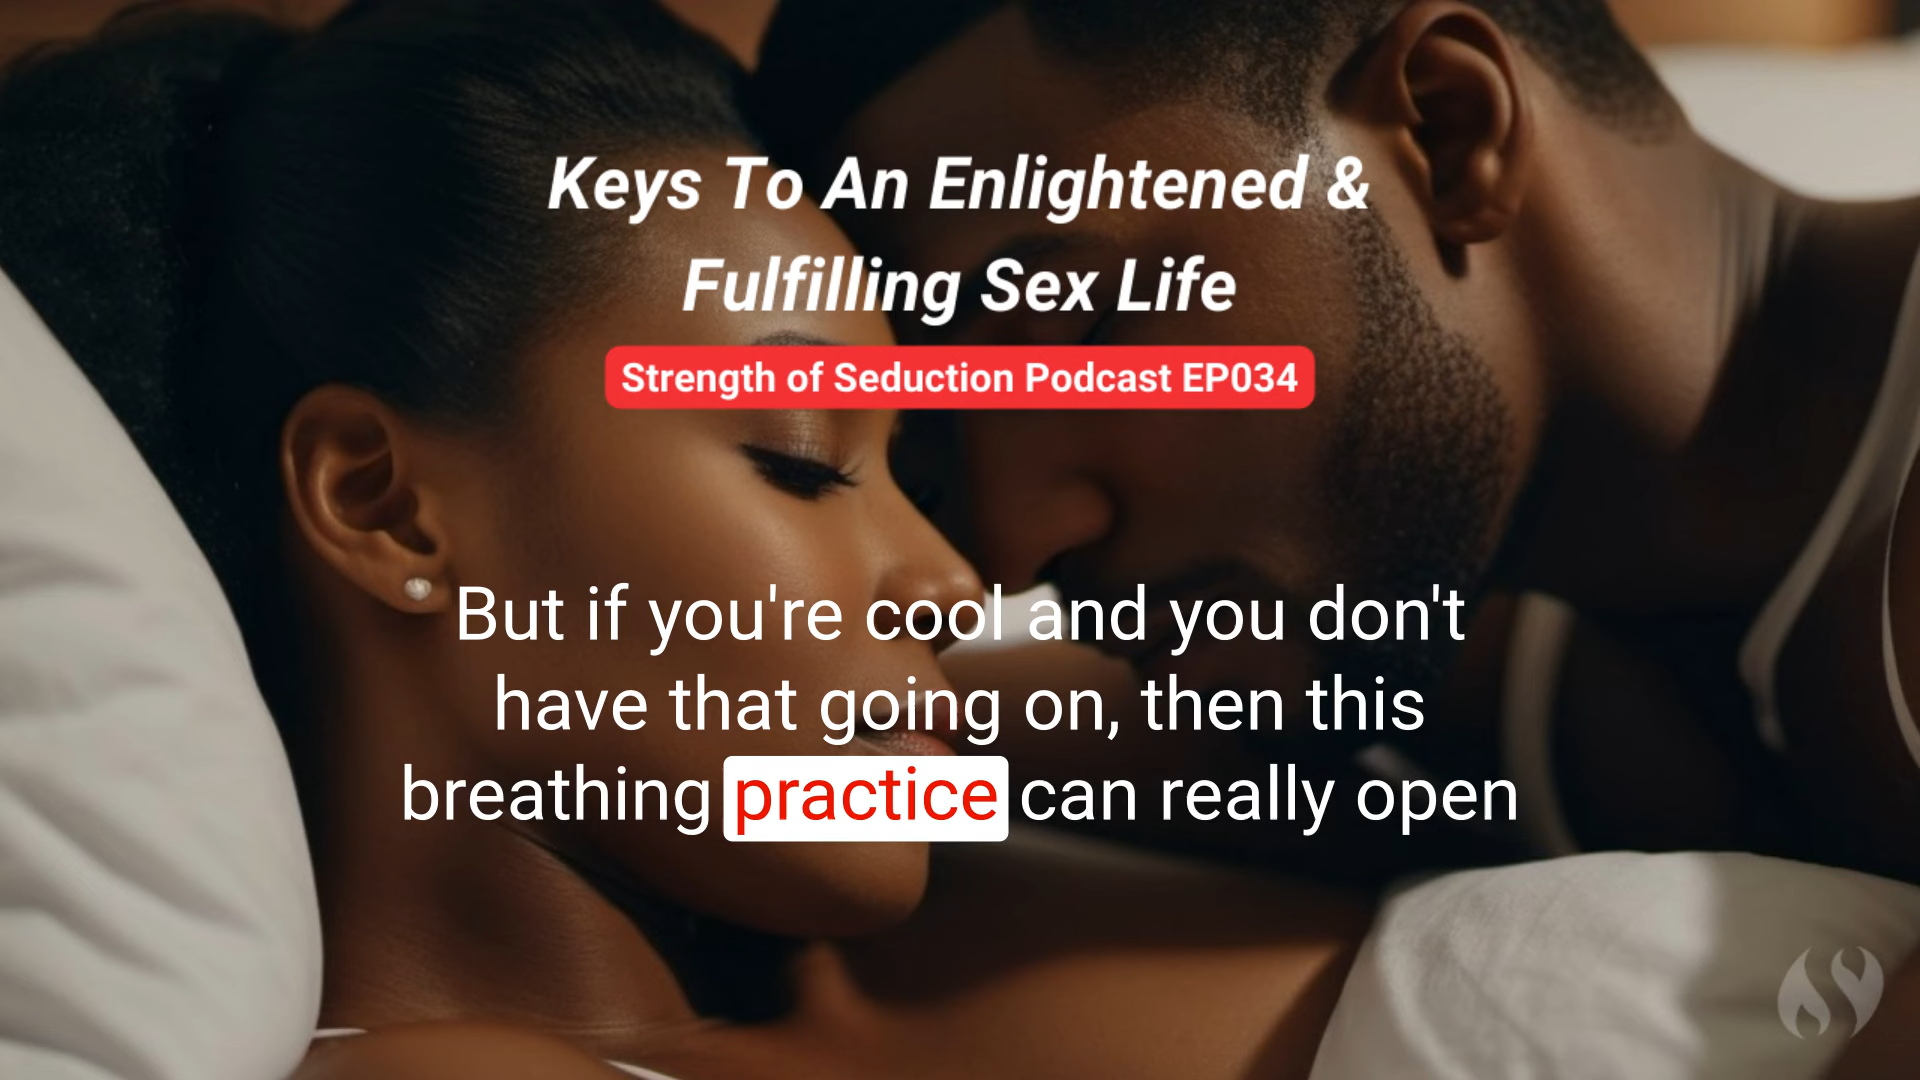 Keys To An Enlightened &
Fulfilling Sex Life
Strength of Seduction Podcast EP034
But if you're cool and you don't
have that going on, then this
breathing practice can really open